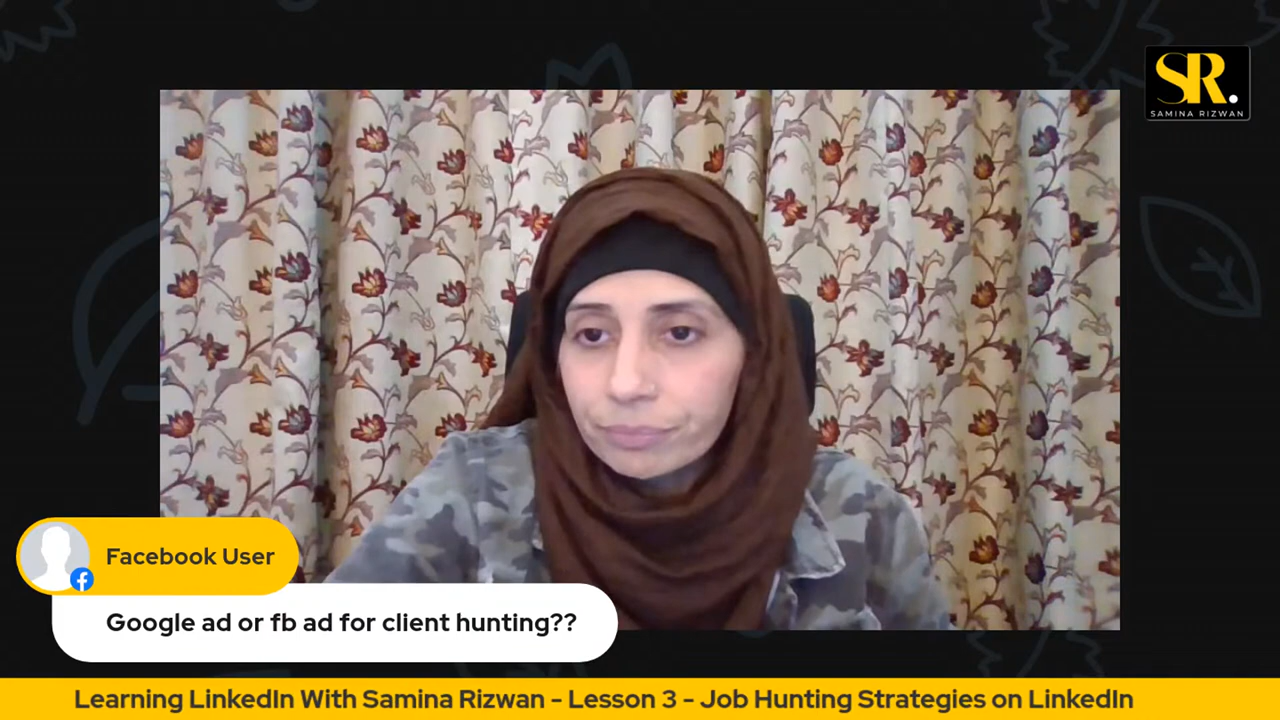 SR.
SAMINA RIZWAN
Facebook User
Google ad or fb ad for client hunting??
Learning LinkedIn With Samina Rizwan - Lesson 3 - Job Hunting Strategies on LinkedIn